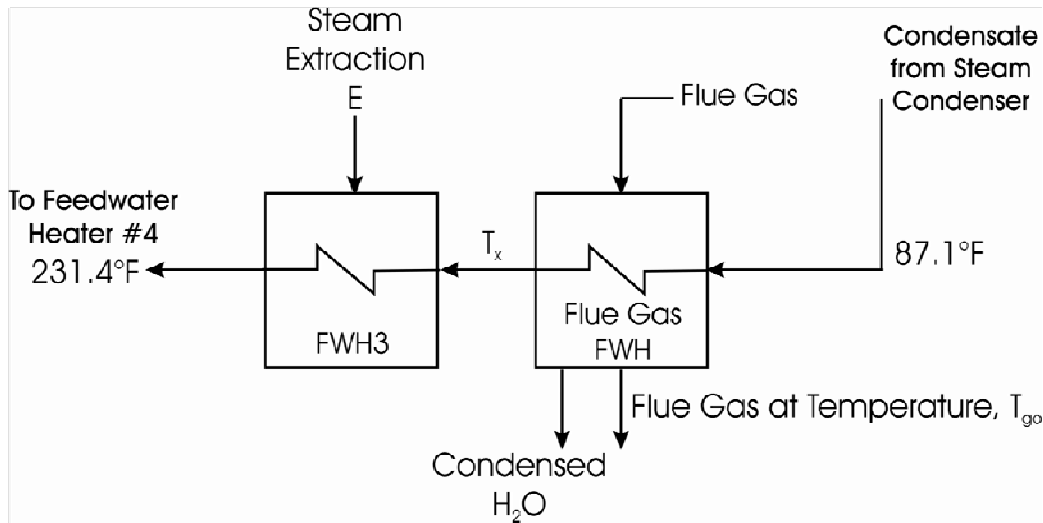 Steam
Extraction
E
Flue Gas
Condensate
from Steam
Condenser
To Feedwater
Heater #4
231.4°F
Tx
87.1°F
FWH3
Flue Gas
FWH
Flue Gas at Temperature, Tgo
Condensed
H2O